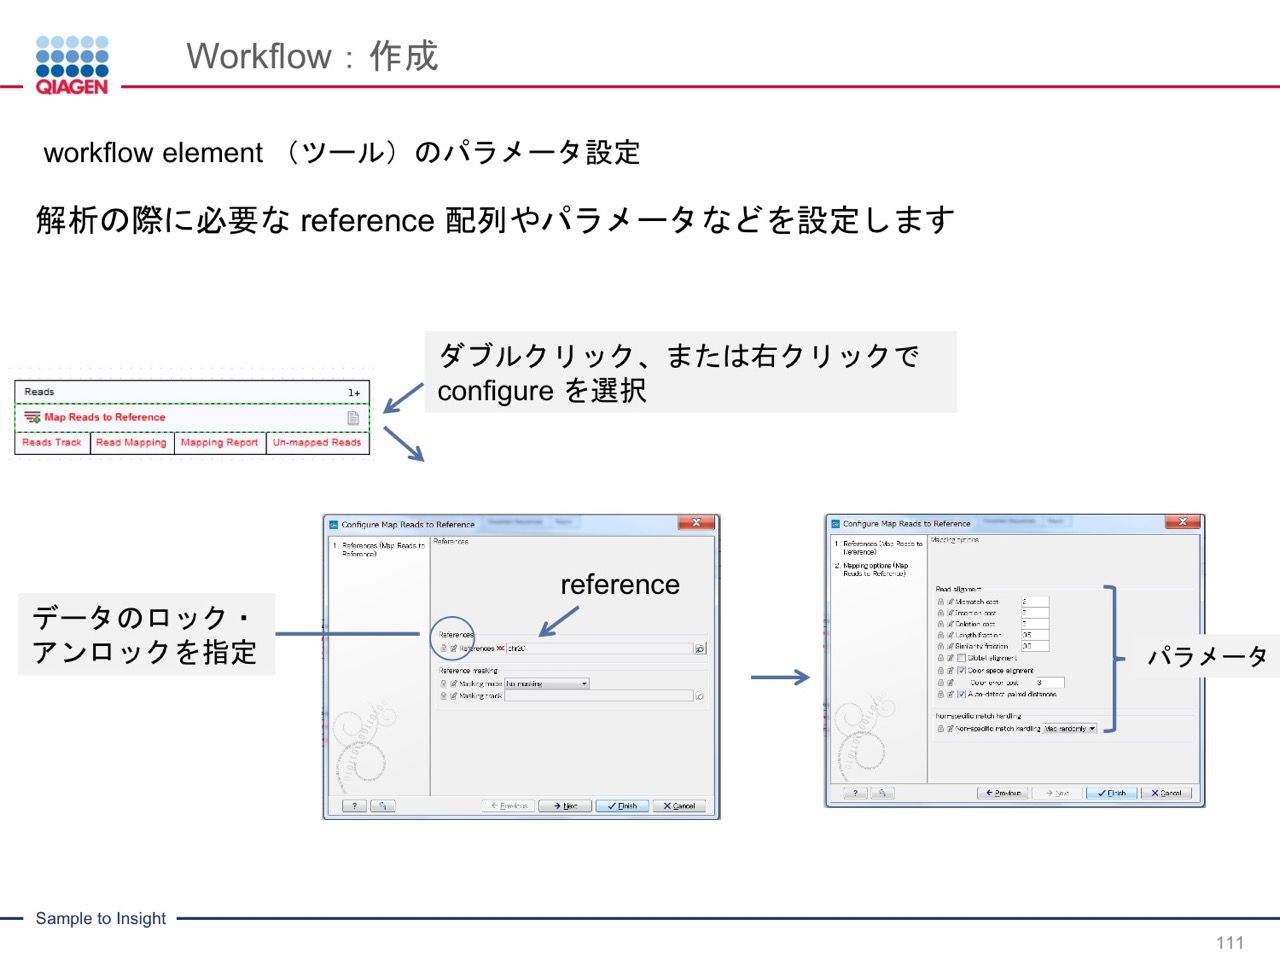 QIAGEN
Workflow：作成
workflow element （ツール）のパラメータ設定
解析の際に必要な reference 配列やパラメータなどを設定します
ダブルクリック、または右クリックで
configure を選択
Reads 1+
Map Reads to Reference
Reads Track Read Mapping Mapping Report Un-mapped Reads
データのロック・
アンロックを指定
Configure Map Reads to Reference
1. References (Map Reads to
Reference)
References
reference
References
References chr20
Reference masking
Masking mode No masking
Masking track
? Previous Next Finish Cancel
Configure Map Reads to Reference
1. References (Map Reads to
Reference)
2. Mapping options (Map
Reads to Reference)
Mapping options
Read alignment
Mismatch cost 2
Insertion cost 3
Deletion cost 3
Length fraction
Similarity fraction
Global alignment
Color space alignment
Color error cost 3
Auto-detect paired distances
Non-specific match handling
Non-specific match handling Map randomly
パラメータ
? Previous Next Finish Cancel
Sample to Insight
111